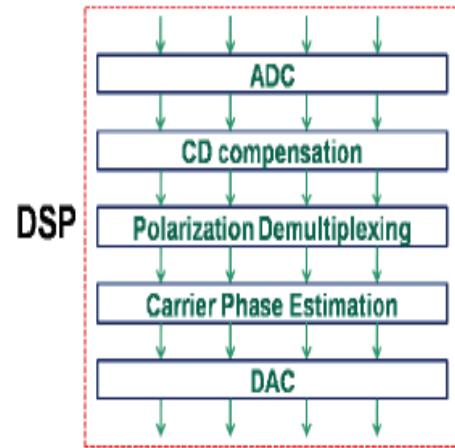 ADC
CD compensation
DSP
Polarization Demultiplexing
Carrier Phase Estimation
DAC